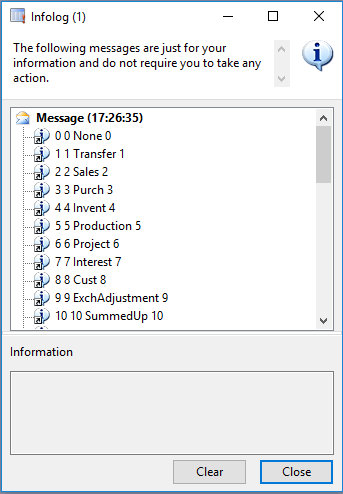 Infolog (1)
The following messages are just for your
information and do not require you to take any
action.
Message (17:26:35)
0 0 None 0
1 1 Transfer 1
2 2 Sales 2
3 3 Purch 3
4 4 Invent 4
5 5 Production 5
6 6 Project 6
7 7 Interest 7
8 8 Cust 8
9 9 ExchAdjustment 9
10 10 SummedUp 10
Information
Clear
Close